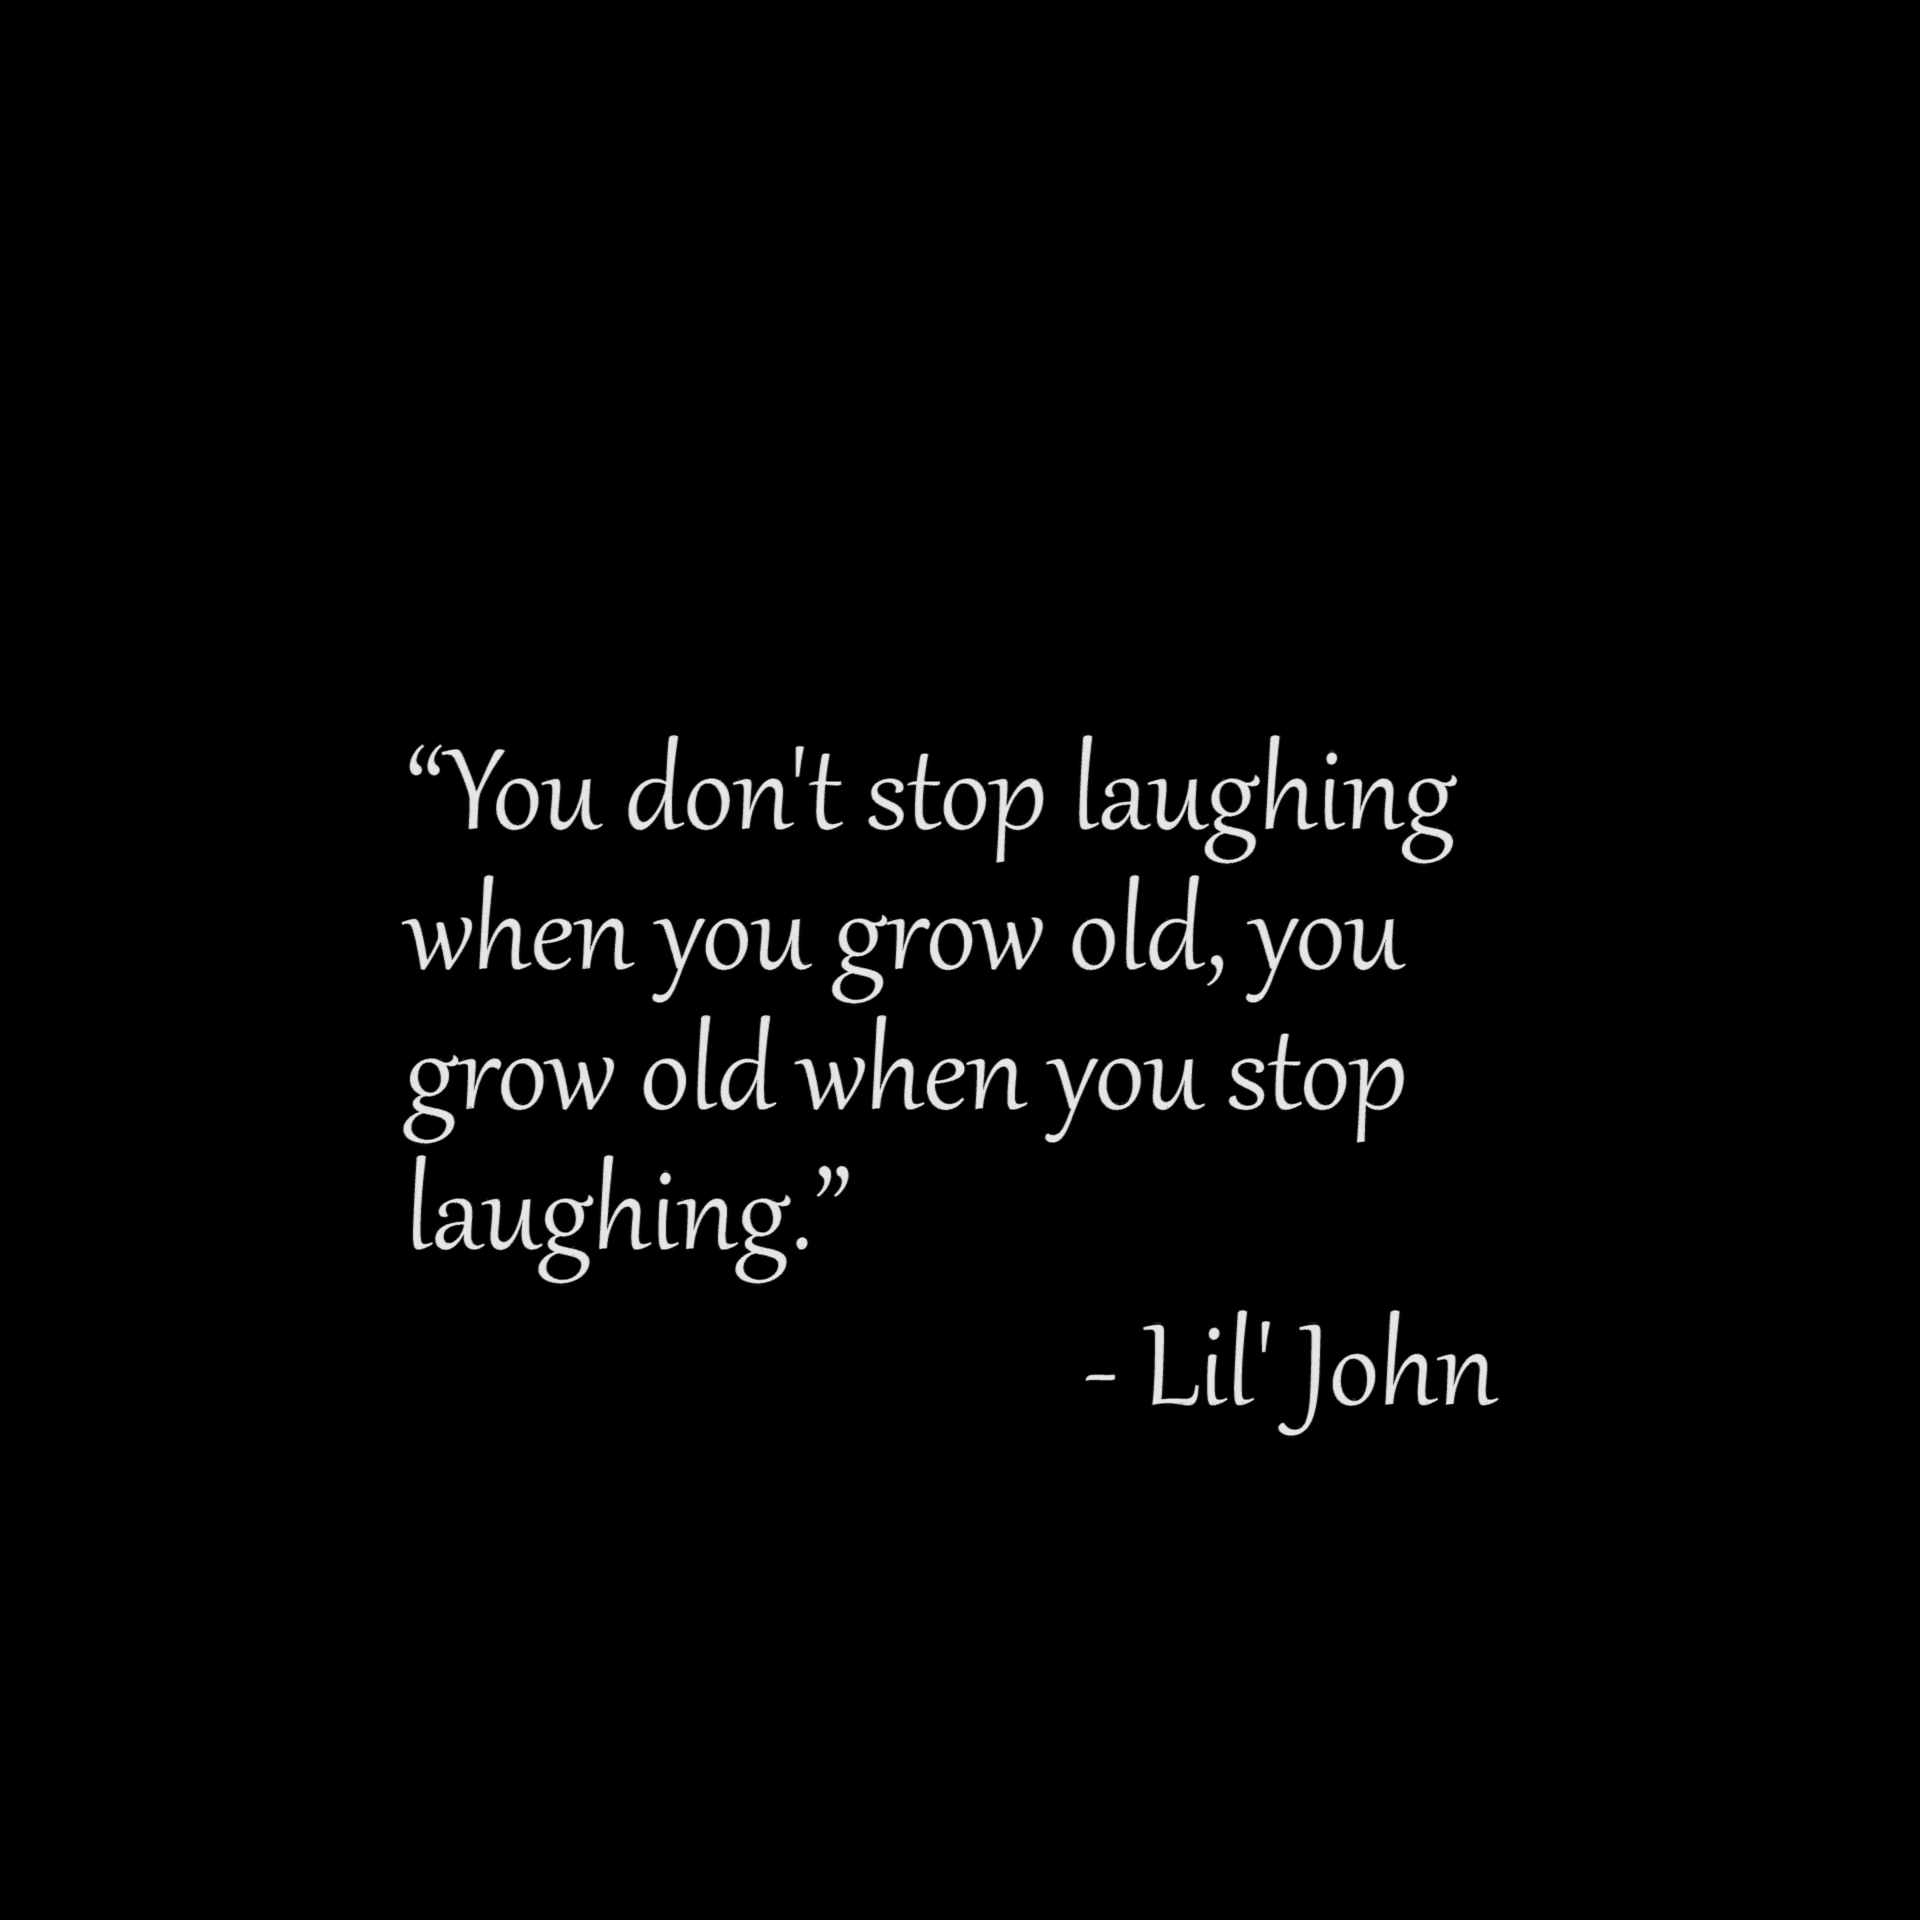 “You don't stop laughing
when you grow old, you
grow old when you stop
laughing.”
- Lil' John